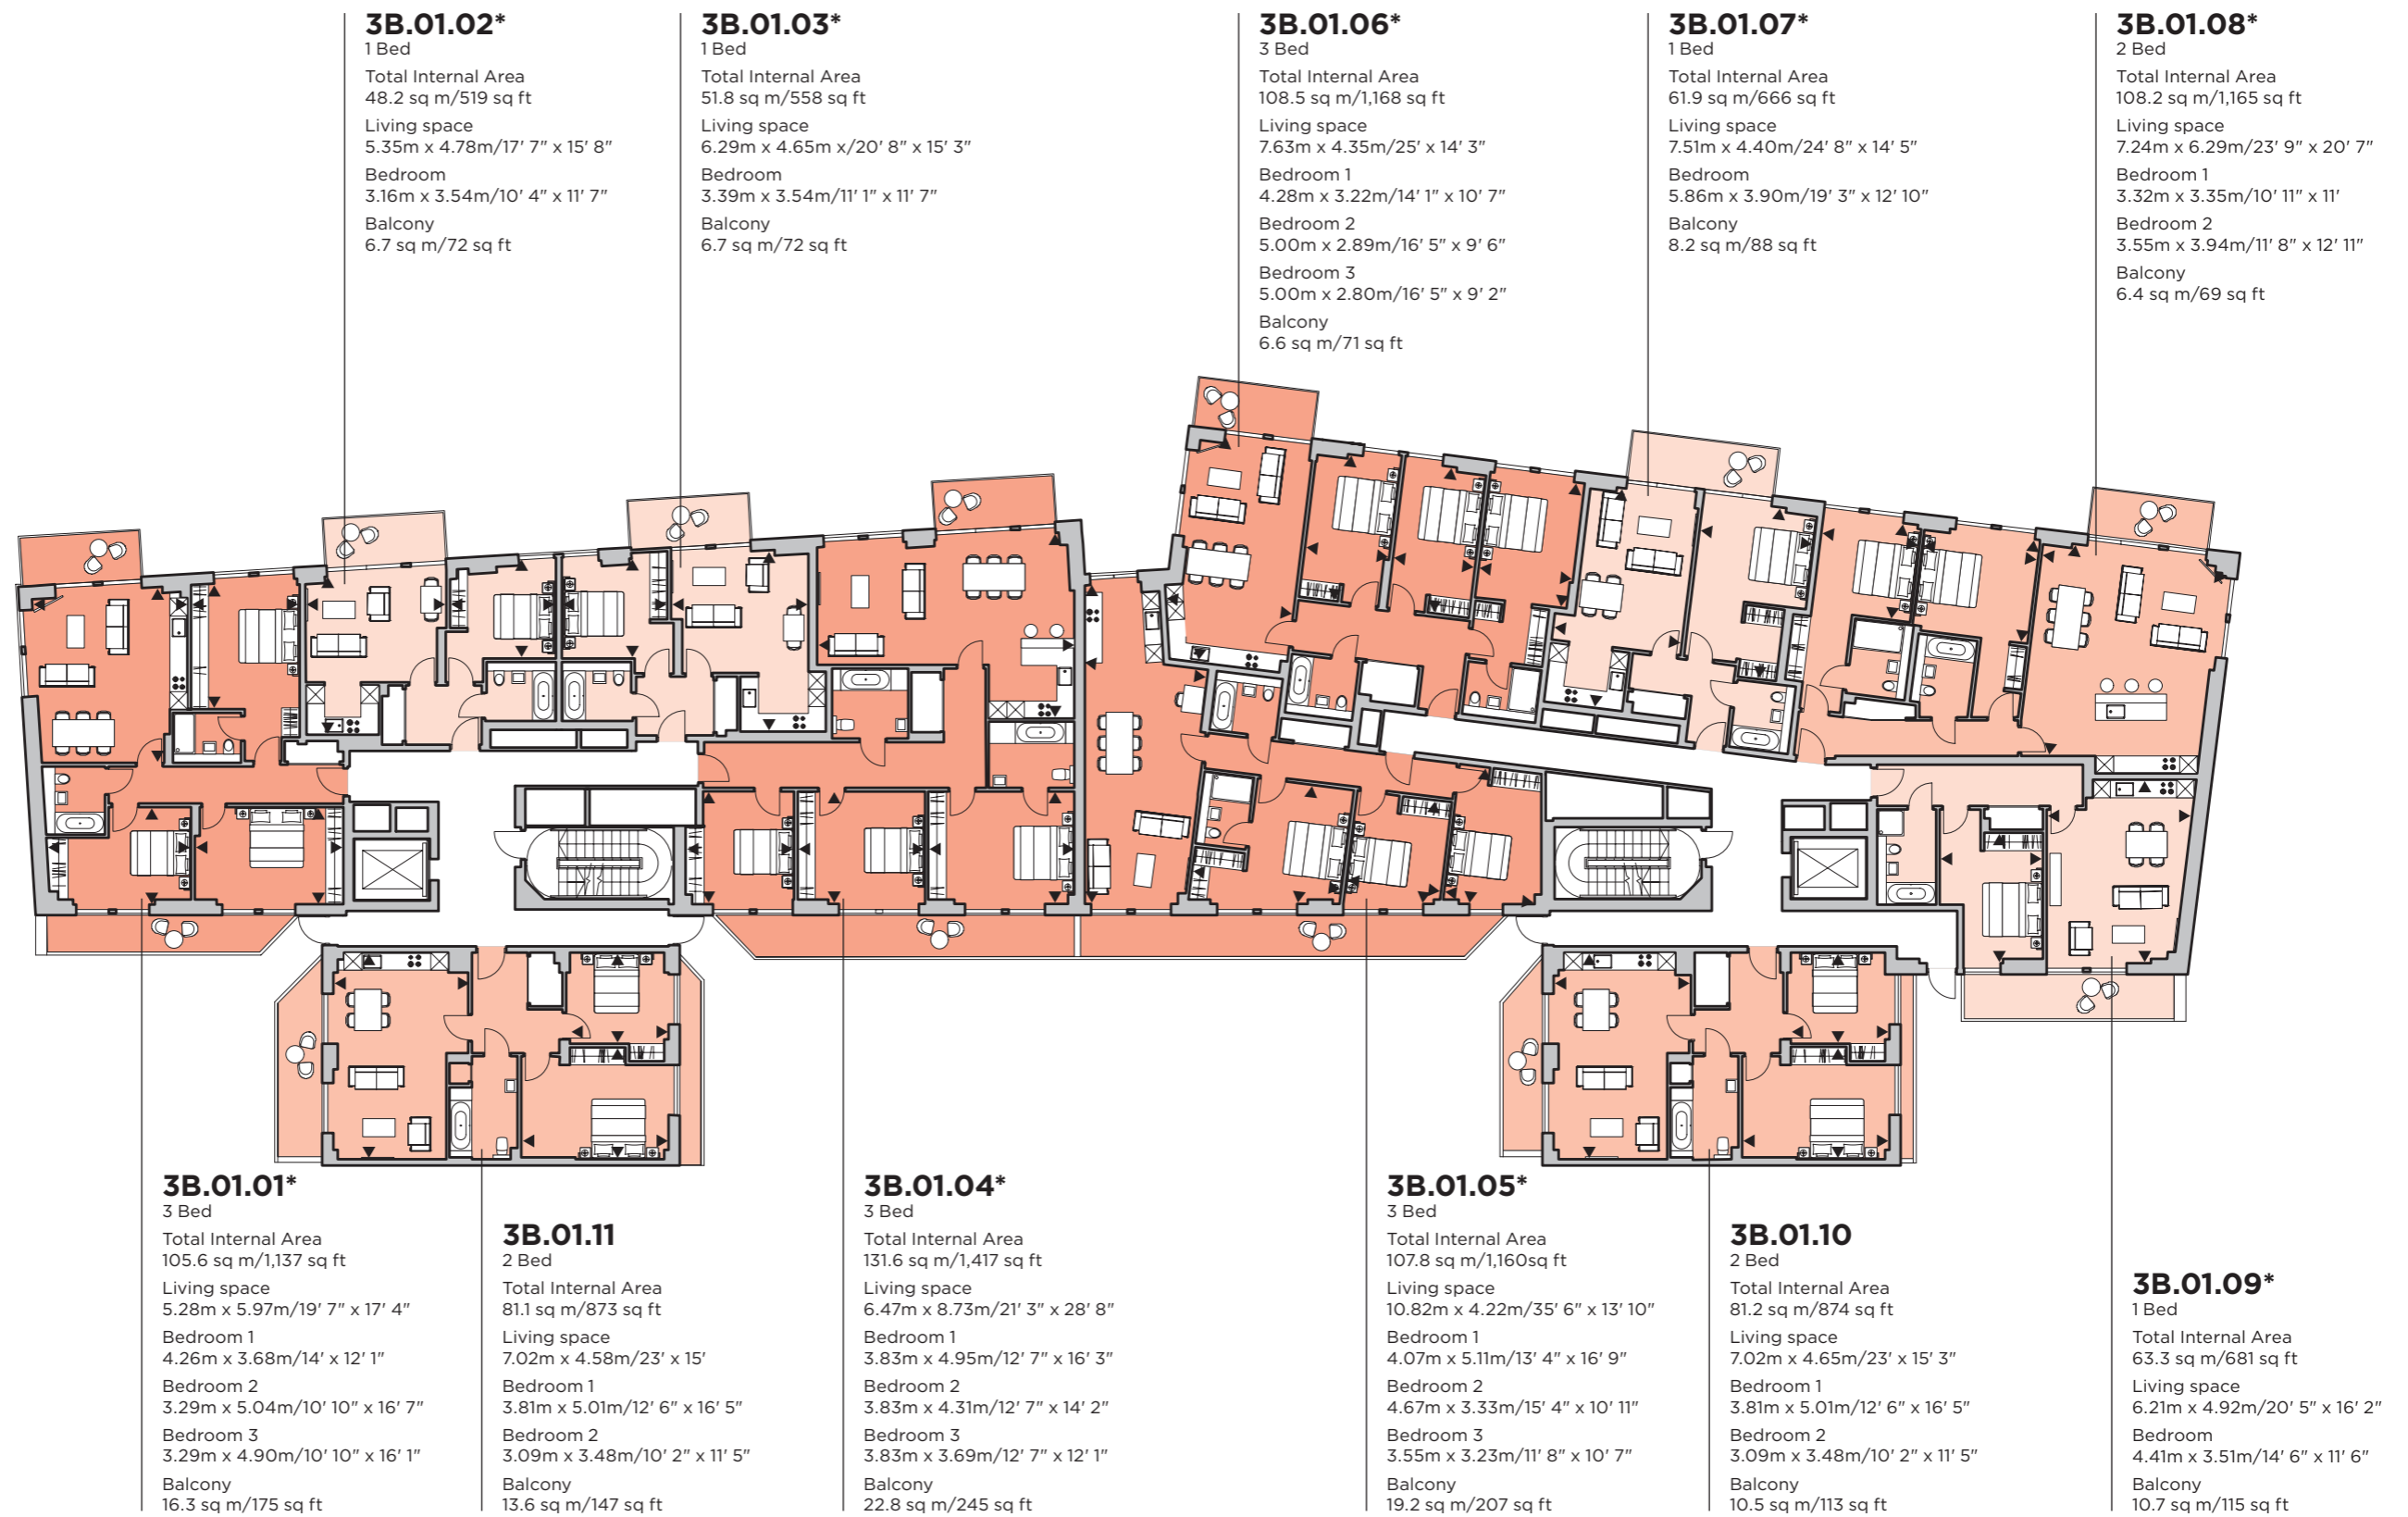 3B.01.02*
1 Bed
Total Internal Area
48.2 sq m/519 sq ft
Living space
5.35m x 4.78m/17' 7" x 15' 8"
Bedroom
3.16m x 3.54m/10' 4" x 11' 7"
Balcony
6.7 sq m/72 sq ft
3B.01.03*
1 Bed
Total Internal Area
51.8 sq m/558 sq ft
Living space
6.29m x 4.65m x/20' 8" x 15' 3"
Bedroom
3.39m x 3.54m/11' 1" x 11' 7"
Balcony
6.7 sq m/72 sq ft
3B.01.06*
3 Bed
Total Internal Area
108.5 sq m/1,168 sq ft
Living space
7.63m x 4.35m/25' x 14' 3"
Bedroom 1
4.28m x 3.22m/14' 1" x 10' 7"
Bedroom 2
5.00m x 2.89m/16' 5" x 9' 6"
Bedroom 3
5.00m x 2.80m/16' 5" x 9' 2"
Balcony
6.6 sq m/71 sq ft
3B.01.07*
1 Bed
Total Internal Area
61.9 sq m/666 sq ft
Living space
7.51m x 4.40m/24' 8" x 14' 5"
Bedroom
5.86m x 3.90m/19' 3" x 12' 10"
Balcony
8.2 sq m/88 sq ft
3B.01.08*
2 Bed
Total Internal Area
108.2 sq m/1,165 sq ft
Living space
7.24m x 6.29m/23' 9" x 20' 7"
Bedroom 1
3.32m x 3.35m/10' 11" x 11'
Bedroom 2
3.55m x 3.94m/11' 8" x 12' 11"
Balcony
6.4 sq m/69 sq ft
3B.01.01*
3 Bed
Total Internal Area
105.6 sq m/1,137 sq ft
Living space
5.28m x 5.97m/19' 7" x 17' 4"
Bedroom 1
4.26m x 3.68m/14' x 12' 1"
Bedroom 2
3.29m x 5.04m/10' 10" x 16' 7"
Bedroom 3
3.29m x 4.90m/10' 10" x 16' 1"
Balcony
16.3 sq m/175 sq ft
3B.01.11
2 Bed
Total Internal Area
81.1 sq m/873 sq ft
Living space
7.02m x 4.58m/23' x 15'
Bedroom 1
3.81m x 5.01m/12' 6" x 16' 5"
Bedroom 2
3.09m x 3.48m/10' 2" x 11' 5"
Balcony
13.6 sq m/147 sq ft
3B.01.04*
3 Bed
Total Internal Area
131.6 sq m/1,417 sq ft
Living space
6.47m x 8.73m/21' 3" x 28' 8"
Bedroom 1
3.83m x 4.95m/12' 7" x 16' 3"
Bedroom 2
3.83m x 4.31m/12' 7" x 14' 2"
Bedroom 3
3.83m x 3.69m/12' 7" x 12' 1"
Balcony
22.8 sq m/245 sq ft
3B.01.05*
3 Bed
Total Internal Area
107.8 sq m/1,160sq ft
Living space
10.82m x 4.22m/35' 6" x 13' 10"
Bedroom 1
4.07m x 5.11m/13' 4" x 16' 9"
Bedroom 2
4.67m x 3.33m/15' 4" x 10' 11"
Bedroom 3
3.55m x 3.23m/11' 8" x 10' 7"
Balcony
19.2 sq m/207 sq ft
3B.01.10
2 Bed
Total Internal Area
81.2 sq m/874 sq ft
Living space
7.02m x 4.65m/23' x 15' 3"
Bedroom 1
3.81m x 5.01m/12' 6" x 16' 5"
Bedroom 2
3.09m x 3.48m/10' 2" x 11' 5"
Balcony
10.5 sq m/113 sq ft
3B.01.09*
1 Bed
Total Internal Area
63.3 sq m/681 sq ft
Living space
6.21m x 4.92m/20' 5" x 16' 2"
Bedroom
4.41m x 3.51m/14' 6" x 11' 6"
Balcony
10.7 sq m/115 sq ft